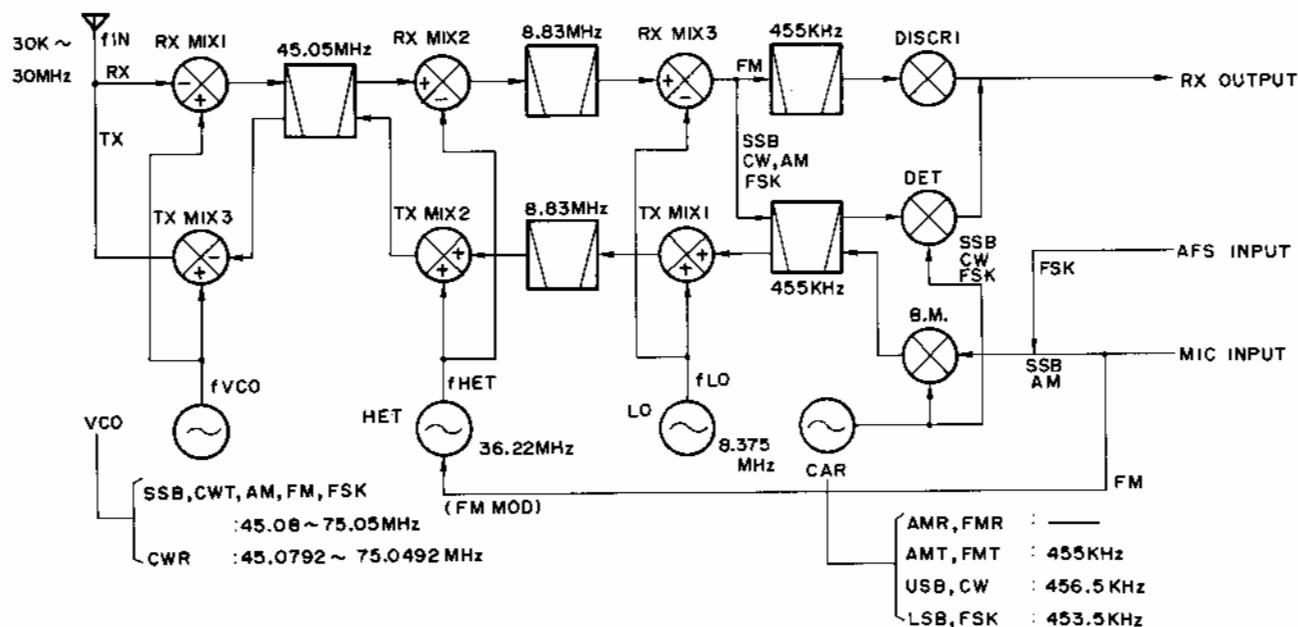 30K ~
30MHz
fIN
RX
TX
RX MIX1
-
+
45.05MHz
RX MIX2
+
-
8.83MHz
RX MIX3
+
-
FM
455KHz
DISCRI
RX OUTPUT
SSB
CW, AM
FSK
DET
TX MIX3
-
+
TX MIX2
+
+
8.83MHz
TX MIX1
+
+
455KHz
SSB
CW
FSK
FSK
AFS INPUT
B.M.
MIC INPUT
SSB
AM
fVCO
fHET
fLO
VCO
HET
36.22MHz
LO
8.375
MHz
CAR
FM
(FM MOD)
SSB, CWT, AM, FM, FSK
:45.08 ~ 75.05MHz
CWR :45.0792 ~ 75.0492 MHz
AMR, FMR : —
AMT, FMT : 455KHz
USB, CW : 456.5KHz
LSB, FSK : 453.5KHz